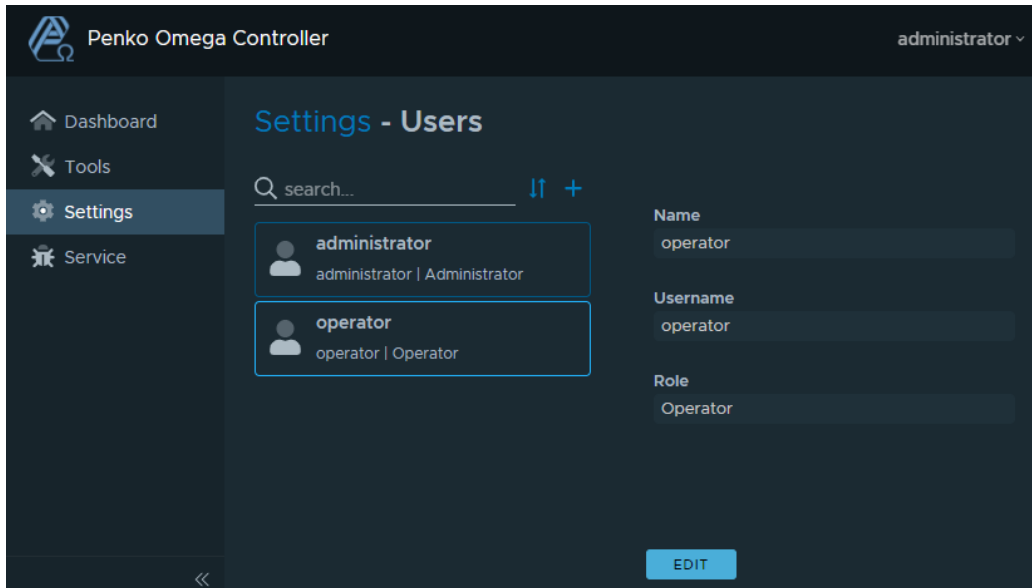 Penko Omega Controller
administrator
Dashboard
Tools
Settings
Service
Settings - Users
search...
administrator
administrator | Administrator
operator
operator | Operator
Name
operator
Username
operator
Role
Operator
EDIT